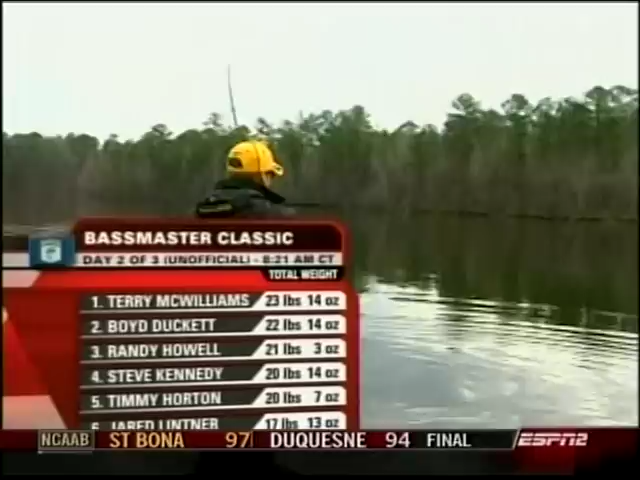 BASSMASTER CLASSIC
DAY 2 OF 3 (UNOFFICIAL) - 8:21 AM CT
TOTAL WEIGHT
1. TERRY MCWILLIAMS 23 lbs 14 oz
2. BOYD DUCKETT 22 lbs 14 oz
3. RANDY HOWELL 21 lbs 3 oz
4. STEVE KENNEDY 20 lbs 14 oz
5. TIMMY HORTON 20 lbs 7 oz
6 JARED LINTNER 17 lbs 13 oz
NCAAB ST BONA 97 DUQUESNE 94 FINAL ESPN2